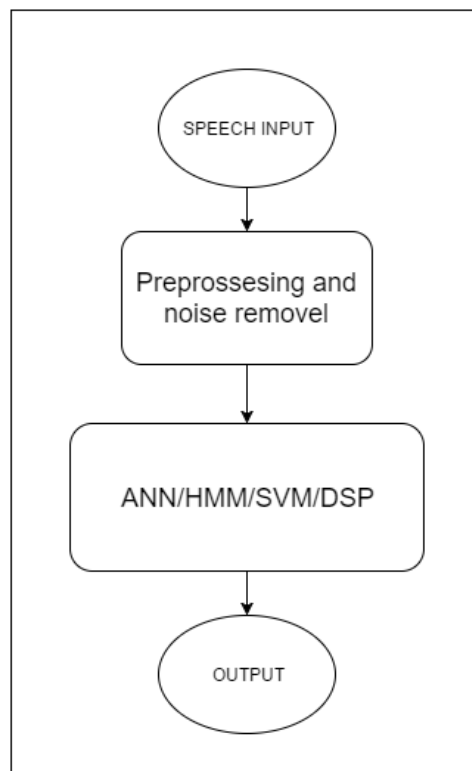 SPEECH INPUT
Preprossesing and
noise removel
ANN/HMM/SVM/DSP
OUTPUT